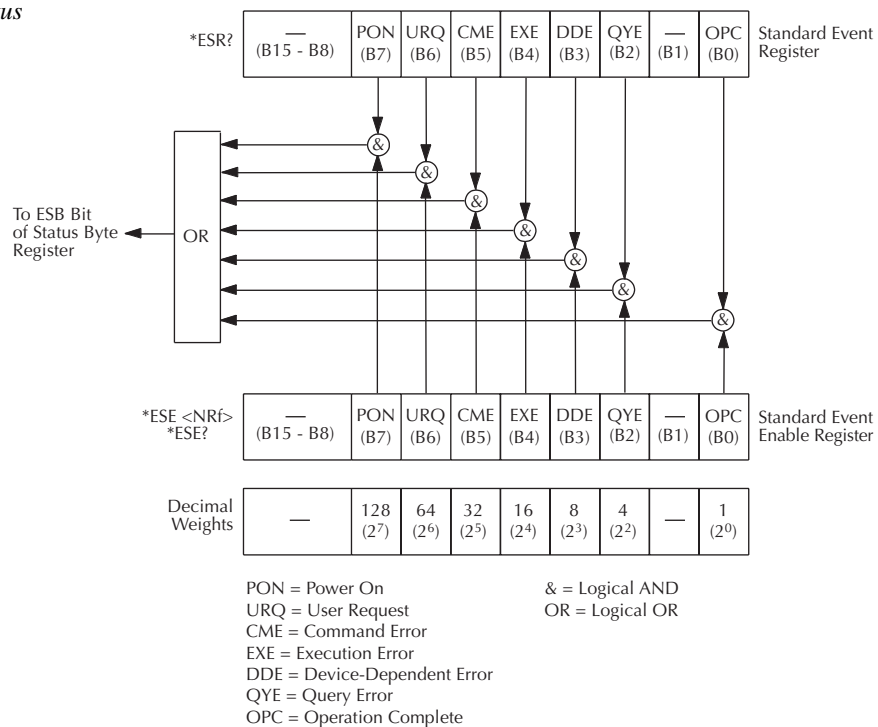 *ESR?
— (B15 - B8) PON (B7) URQ (B6) CME (B5) EXE (B4) DDE (B3) QYE (B2) — (B1) OPC (B0)
Standard Event
Register
& & & & & & &
To ESB Bit
of Status Byte
Register
OR
*ESE <NRf>
*ESE?
— (B15 - B8) PON (B7) URQ (B6) CME (B5) EXE (B4) DDE (B3) QYE (B2) — (B1) OPC (B0)
Standard Event
Enable Register
Decimal
Weights
— 128 (2⁷) 64 (2⁶) 32 (2⁵) 16 (2⁴) 8 (2³) 4 (2²) — 1 (2⁰)
PON = Power On
URQ = User Request
CME = Command Error
EXE = Execution Error
DDE = Device-Dependent Error
QYE = Query Error
OPC = Operation Complete
& = Logical AND
OR = Logical OR